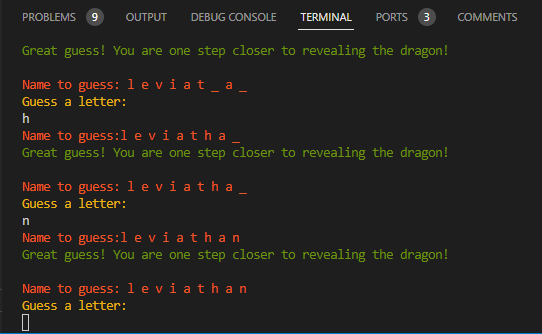 PROBLEMS 9 OUTPUT DEBUG CONSOLE TERMINAL PORTS 3 COMMENTS
Great guess! You are one step closer to revealing the dragon!
Name to guess: l e v i a t _ a _
Guess a letter:
h
Name to guess:l e v i a t h a _
Great guess! You are one step closer to revealing the dragon!
Name to guess: l e v i a t h a _
Guess a letter:
n
Name to guess:l e v i a t h a n
Great guess! You are one step closer to revealing the dragon!
Name to guess: l e v i a t h a n
Guess a letter: